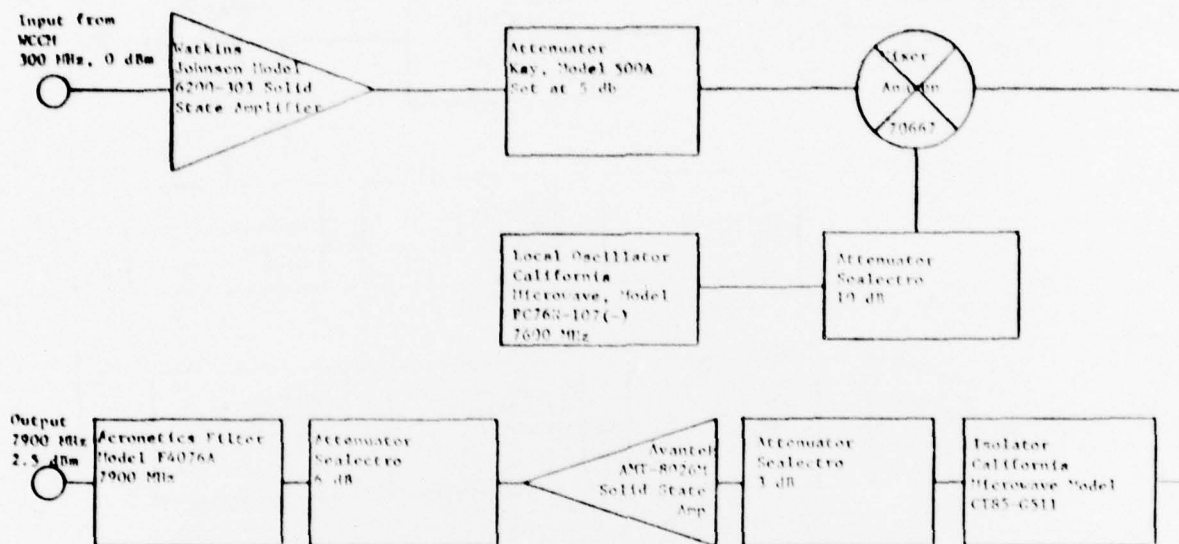 Input from
WCCM
300 MHz, 0 dBm
Watkins
Johnson Model
6200-303 Solid
State Amplifier
Attenuator
Kay, Model 500A
Set at 5 db
Mixer
70667
Local Oscillator
California
Microwave, Model
7600 MHz
Attenuator
Sealectro
10 dB
Output
7900 MHz
2.5 dBm
Aeronetics Filter
Model F4076A
7900 MHz
Attenuator
Sealectro
6 dB
Avantek
Solid State
Amp
Attenuator
Sealectro
3 dB
Isolator
California
Microwave Model